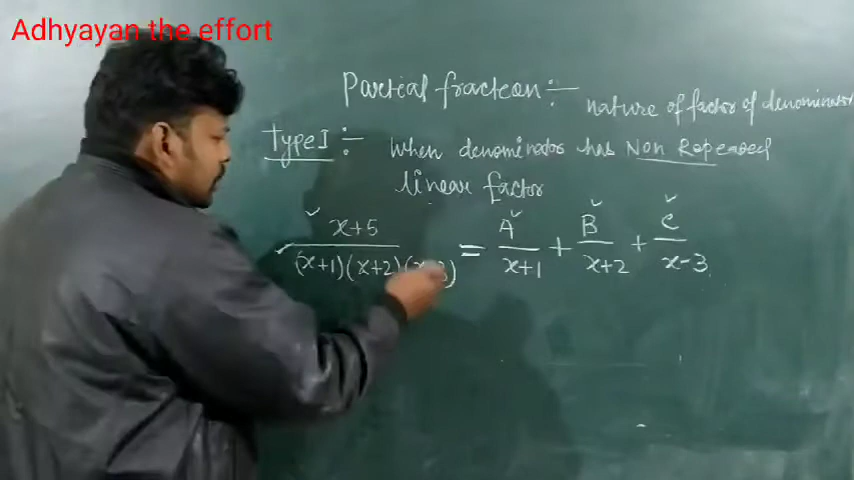 Adhyayan the effort
Partial fraction :-
nature of factor of denominator
Type I :- When denominator has Non Repeated
linear factor
x+5 / (x+1)(x+2)(x-3) = A/x+1 + B/x+2 + C/x-3